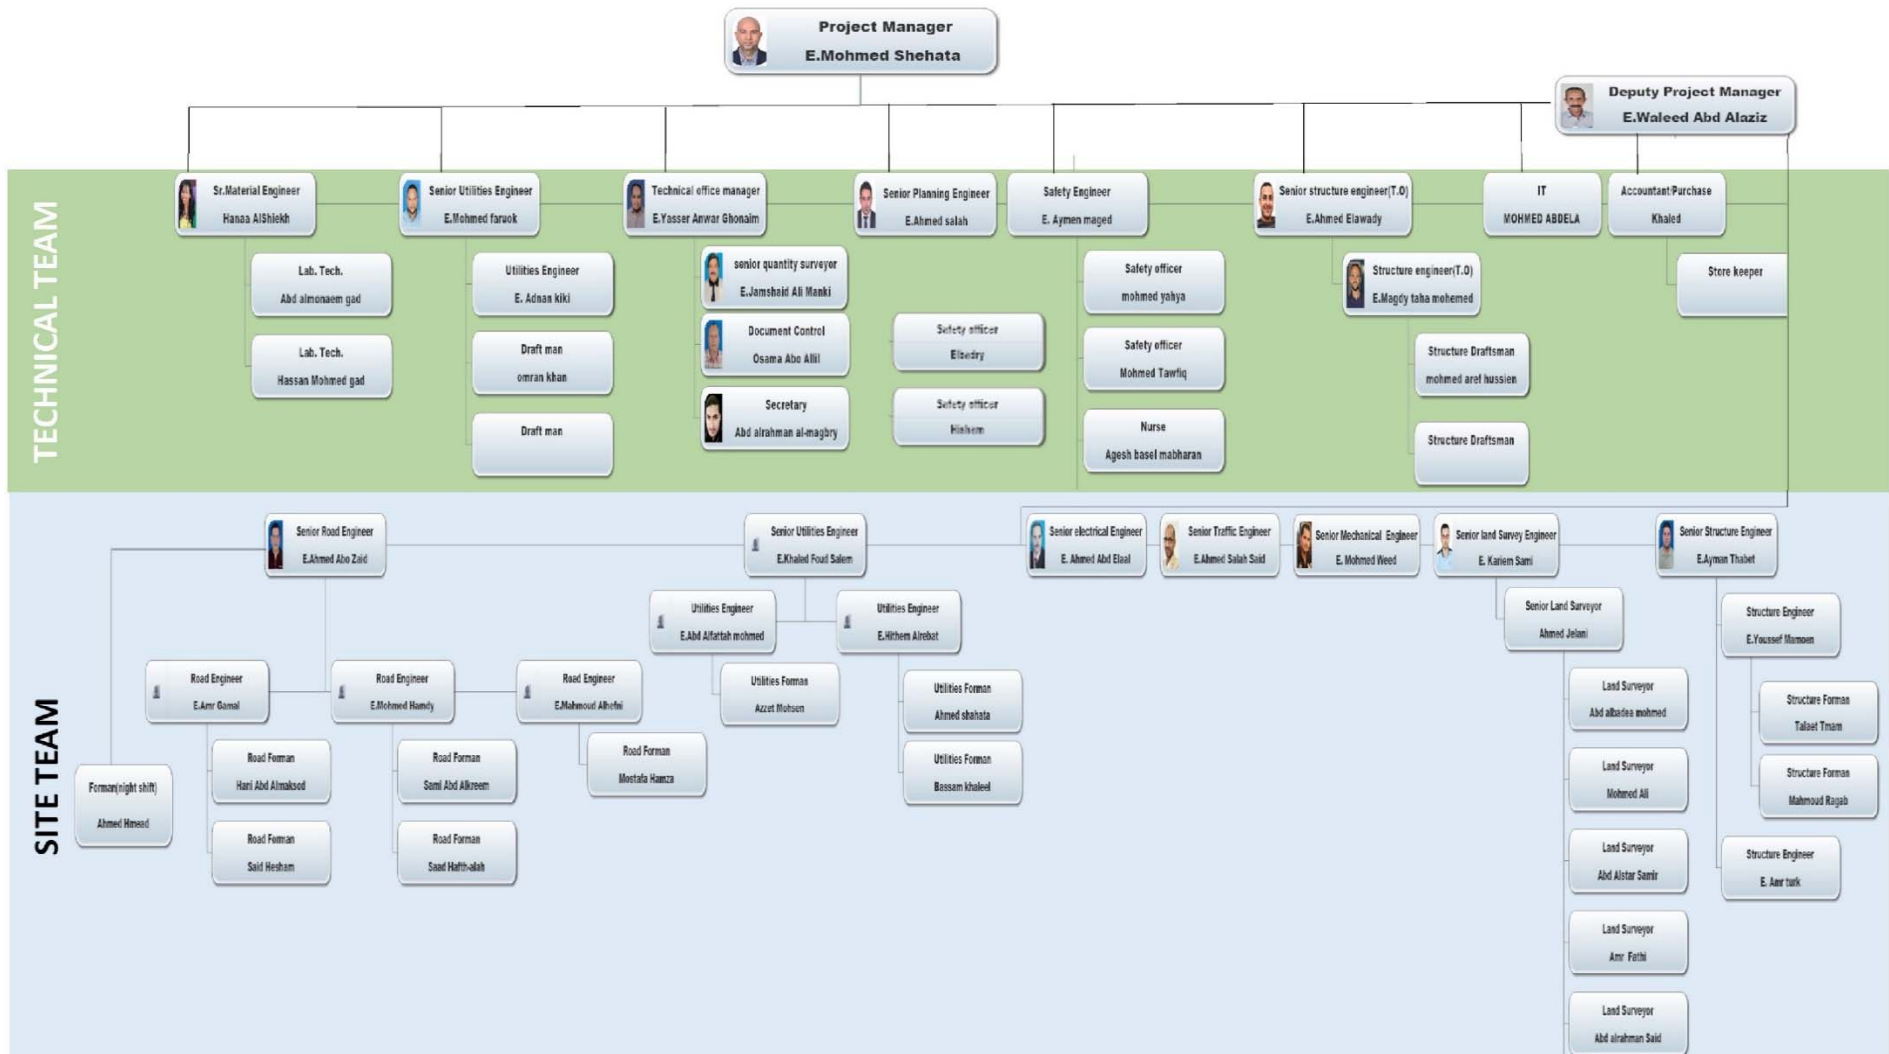 Project Manager
E.Mohmed Shehata
Deputy Project Manager
E.Waleed Abd Alaziz
TECHNICAL TEAM
Sr.Material Engineer
Hanaa AlShiekh
Senior Utilities Engineer
E.Mohmed faruok
Technical office manager
E.Yasser Anwar Ghonaim
Senior Planning Engineer
E.Ahmed salah
Safety Engineer
E. Aymen maged
Senior structure engineer(T.O)
E.Ahmed Elawady
IT
MOHMED ABDELA
Accountant/Purchase
Khaled
Lab. Tech.
Abd almonaem gad
Lab. Tech.
Hassan Mohmed gad
Utilities Engineer
E. Adnan kiki
Draft man
omran khan
Draft man
senior quantity surveyor
E.Jamshaid Ali Manki
Document Control
Osama Abo Allil
Secretary
Abd alrahman al-magbry
Safety officer
Elbadry
Safety officer
Hishem
Safety officer
mohmed yahya
Safety officer
Mohmed Tawfiq
Nurse
Agesh basel mabharan
Structure engineer(T.O)
E.Magdy taha mohemed
Structure Draftsman
mohmed aref hussien
Structure Draftsman
Store keeper
SITE TEAM
Senior Road Engineer
E.Ahmed Abo Zaid
Senior Utilities Engineer
E.Khaled Foud Salem
Senior electrical Engineer
E. Ahmed Abd Elaal
Senior Traffic Engineer
E.Ahmed Salah Said
Senior Mechanical Engineer
E. Mohmed Weed
Senior land Survey Engineer
E. Kariem Sami
Senior Structure Engineer
E.Ayman Thabet
Forman(night shift)
Ahmed Hmead
Road Engineer
E.Amr Gamal
Road Forman
Hani Abd Almaksod
Road Forman
Said Hesham
Road Engineer
E.Mohmed Hamdy
Road Forman
Sami Abd Alkreem
Road Forman
Saad Hafth-alah
Road Engineer
E.Mahmoud Alhefni
Road Forman
Mostafa Hamza
Utilities Engineer
E.Abd Alfattah mohmed
Utilities Forman
Azzet Mohsen
Utilities Engineer
E.Hithem Alrebat
Utilities Forman
Ahmed shahata
Utilities Forman
Bassam khaleel
Senior Land Surveyor
Ahmed Jelani
Land Surveyor
Abd albadea mohmed
Land Surveyor
Mohmed Ali
Land Surveyor
Abd Alstar Samir
Land Surveyor
Amr Fathi
Land Surveyor
Abd alrahman Said
Structure Engineer
E.Youssef Mamoen
Structure Forman
Talaet Tmam
Structure Forman
Mahmoud Ragab
Structure Engineer
E. Amr turk